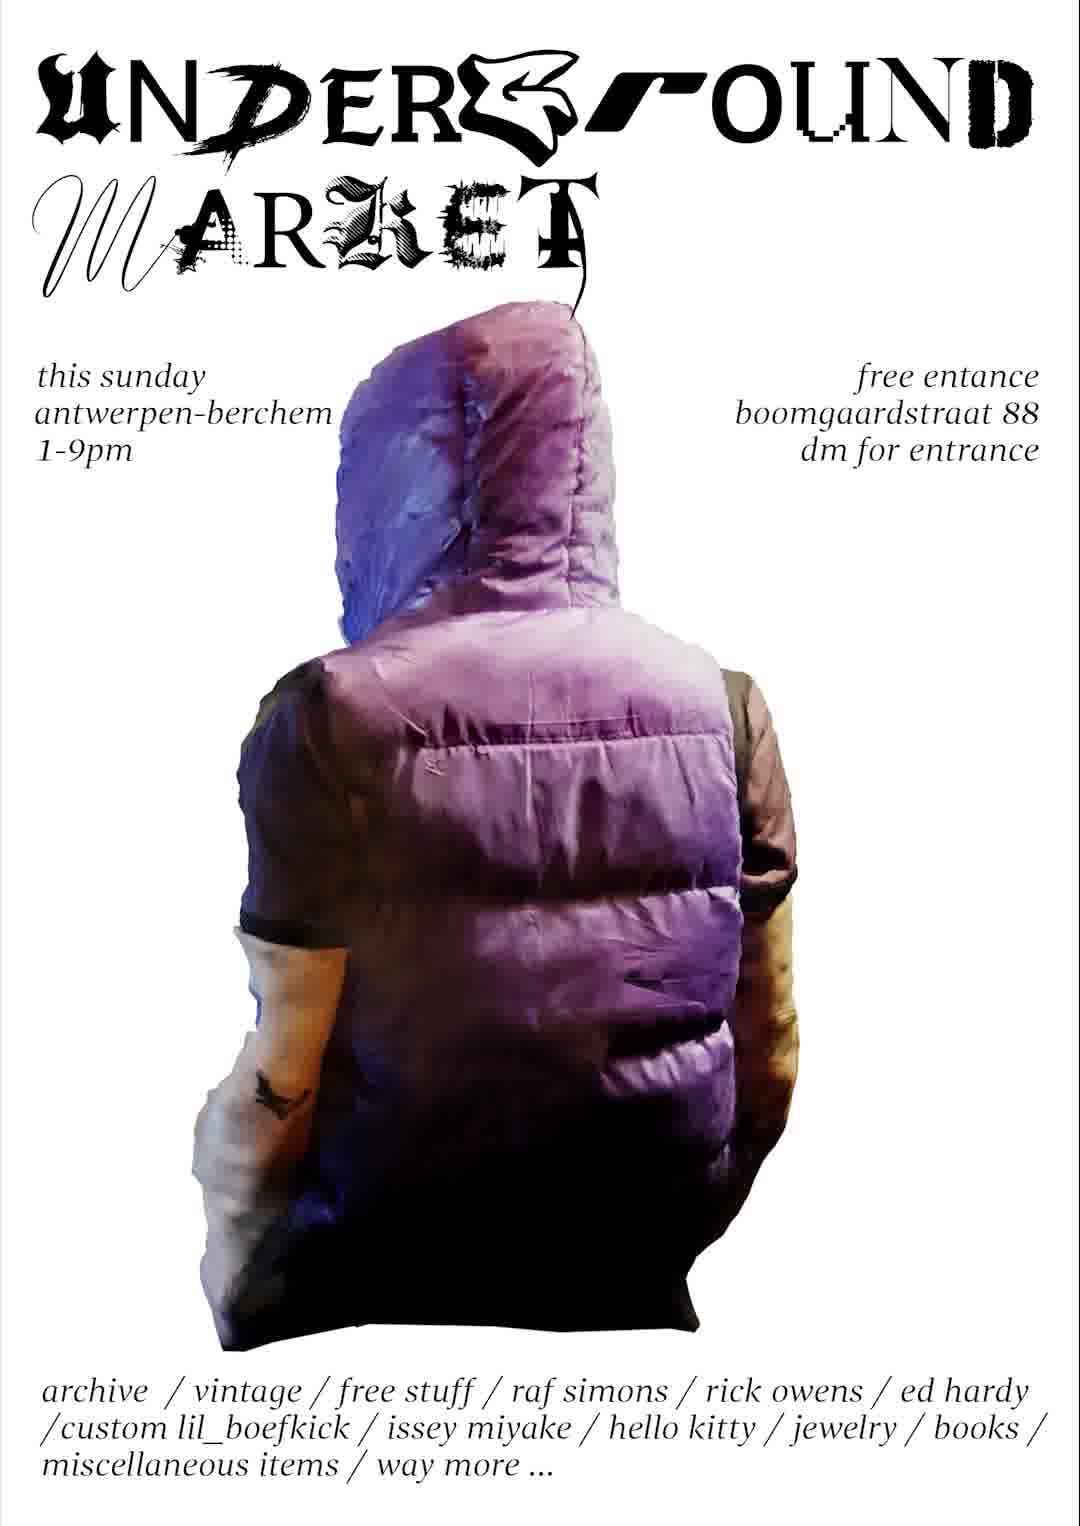 UNDERGrOUND
MARKET
this sunday
antwerpen-berchem
1-9pm
free entance
boomgaardstraat 88
dm for entrance
archive / vintage / free stuff / raf simons / rick owens / ed hardy
/custom lil_boefkick / issey miyake / hello kitty / jewelry / books /
miscellaneous items / way more ...